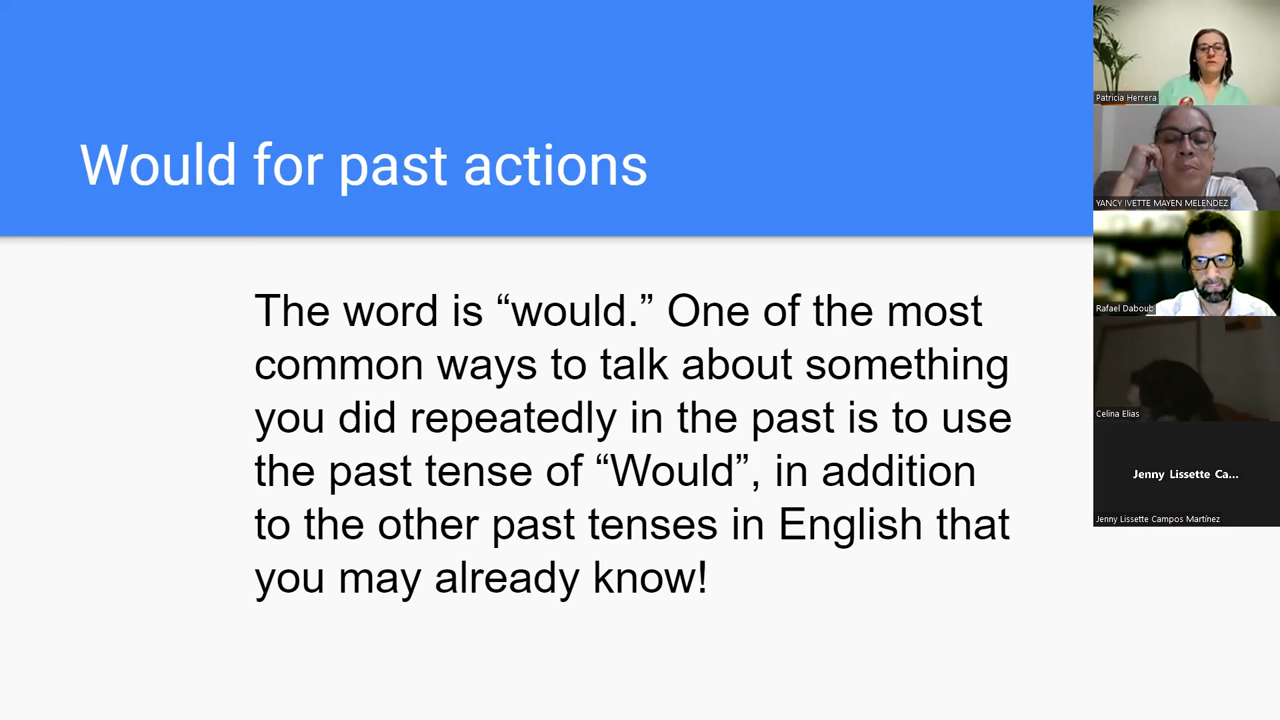 Would for past actions
The word is “would.” One of the most
common ways to talk about something
you did repeatedly in the past is to use
the past tense of “Would”, in addition
to the other past tenses in English that
you may already know!
Patricia Herrera
YANCY IVETTE MAYEN MELENDEZ
Rafael Daboub
Celina Elias
Jenny Lissette Ca...
Jenny Lissette Campos Martínez